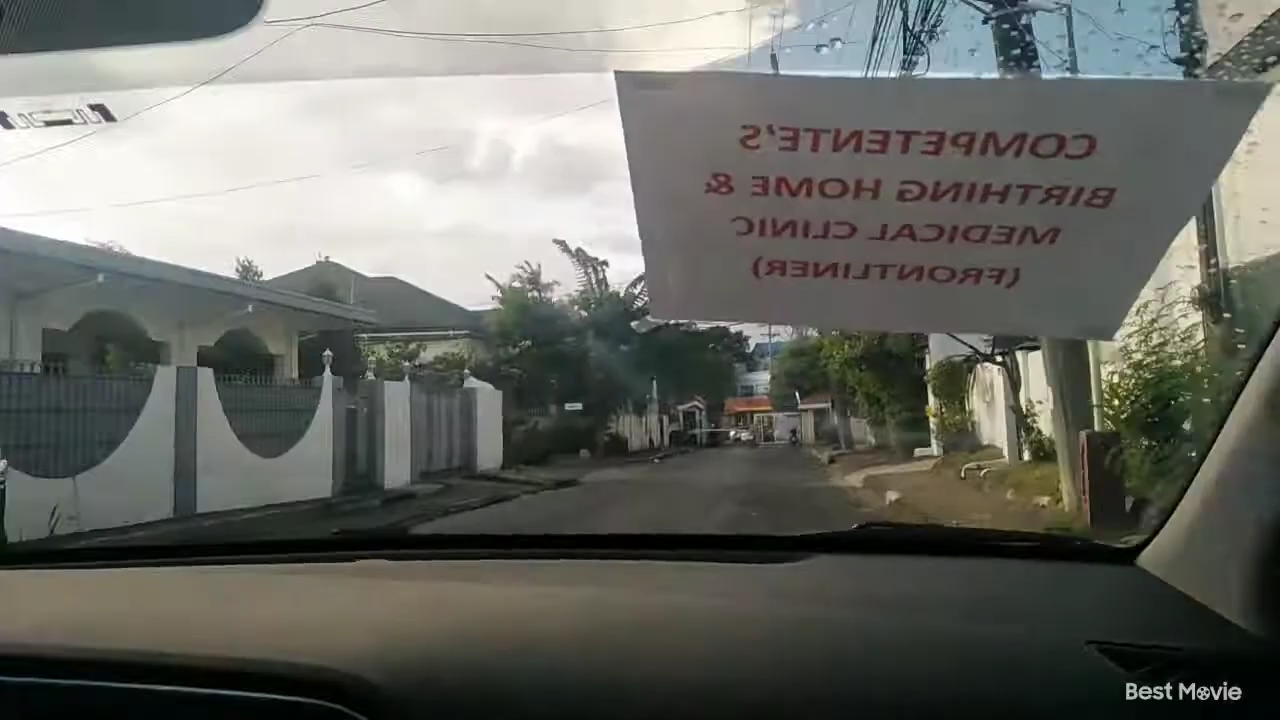 COMPETENTE'S
BIRTHING HOME &
MEDICAL CLINIC
(FRONTLINER)
Best Movie